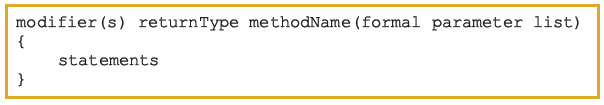 modifier(s) returnType methodName(formal parameter list)
{
statements
}